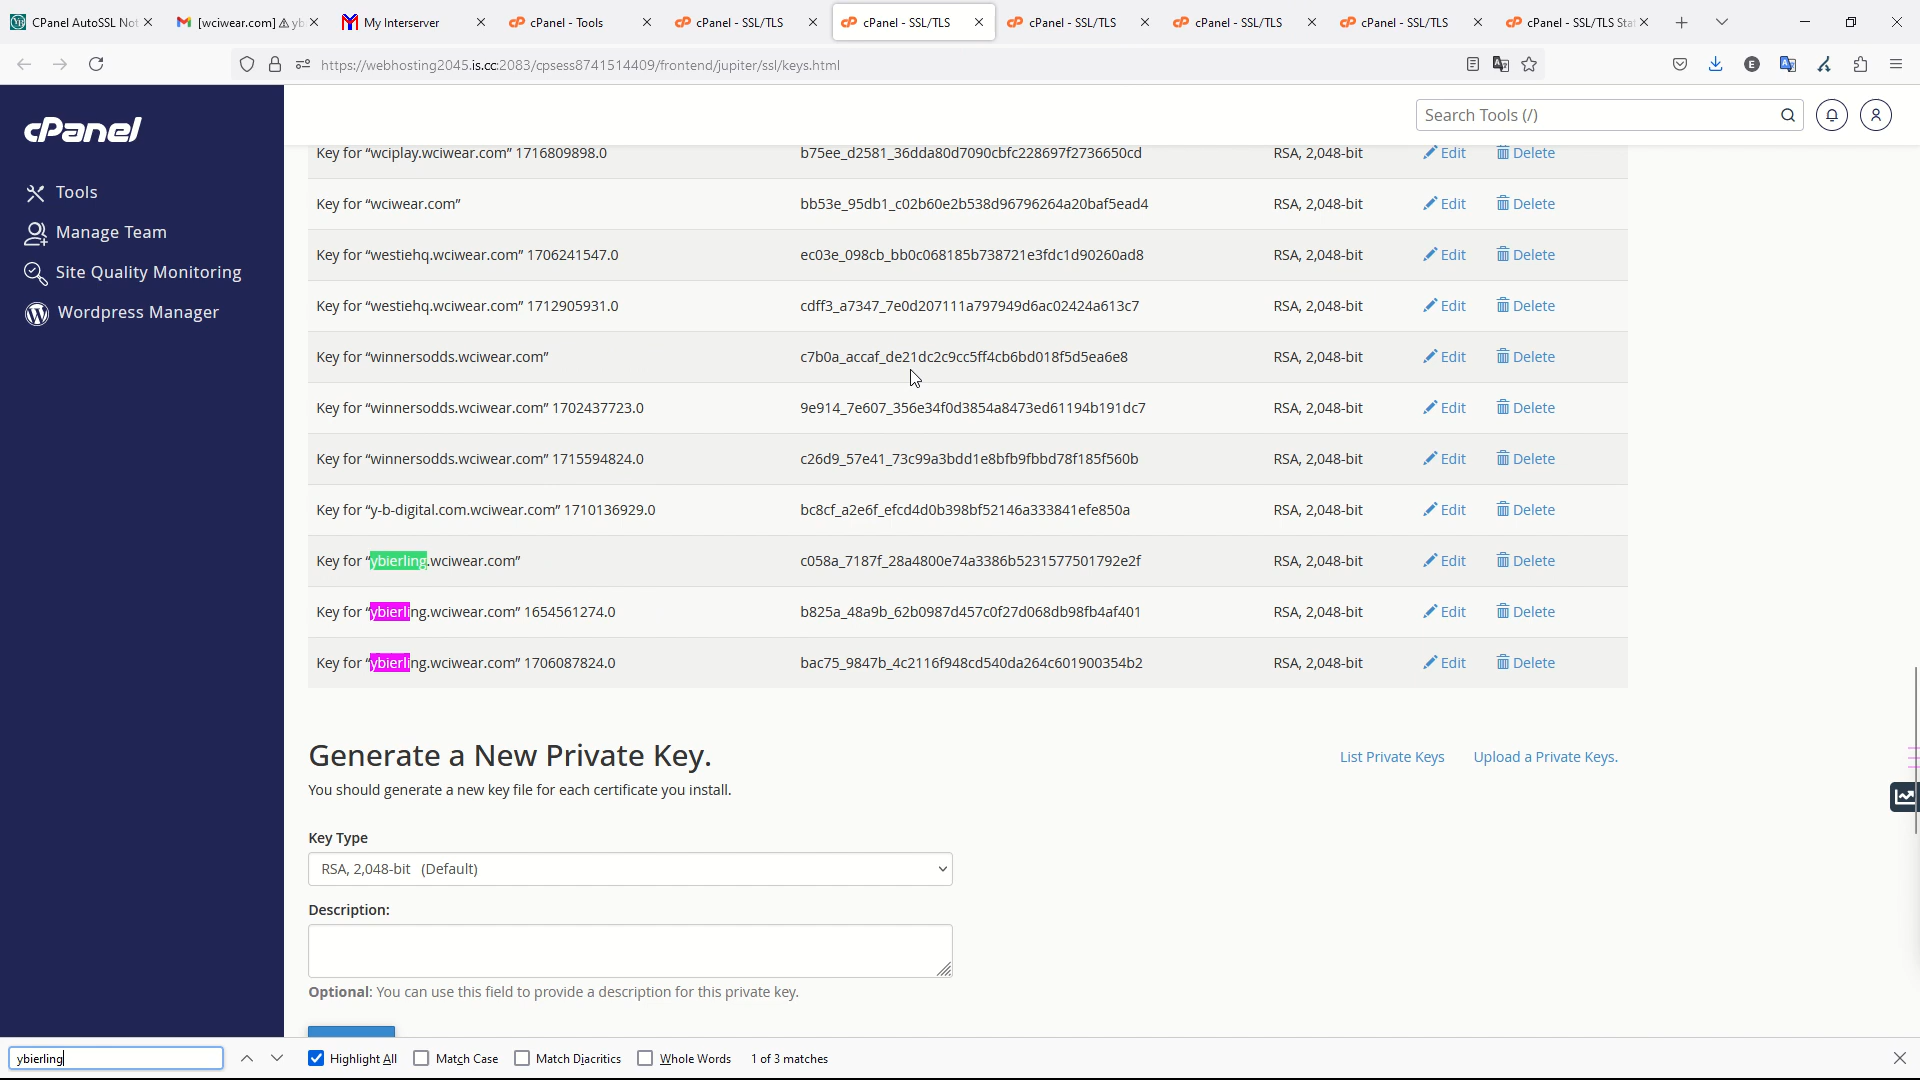 CPanel AutoSSL Not
[wciwear.com] ⚠ yb
My Interserver
cPanel - Tools
cPanel - SSL/TLS
cPanel - SSL/TLS
cPanel - SSL/TLS
cPanel - SSL/TLS
cPanel - SSL/TLS
cPanel - SSL/TLS Sta
https://webhosting2045.is.cc:2083/cpsess8741514409/frontend/jupiter/ssl/keys.html
cPanel
Search Tools (/)
Tools
Manage Team
Site Quality Monitoring
Wordpress Manager
Key for “wciplay.wciwear.com” 1716809898.0 b75ee_d2581_36dda80d7090cbfc228697f2736650cd RSA, 2,048-bit Edit Delete
Key for “wciwear.com” bb53e_95db1_c02b60e2b538d96796264a20baf5ead4 RSA, 2,048-bit Edit Delete
Key for “westiehq.wciwear.com” 1706241547.0 ec03e_098cb_bb0c068185b738721e3fdc1d90260ad8 RSA, 2,048-bit Edit Delete
Key for “westiehq.wciwear.com” 1712905931.0 cdff3_a7347_7e0d207111a797949d6ac02424a613c7 RSA, 2,048-bit Edit Delete
Key for “winnersodds.wciwear.com” c7b0a_accaf_de21dc2c9cc5ff4cb6bd018f5d5ea6e8 RSA, 2,048-bit Edit Delete
Key for “winnersodds.wciwear.com” 1702437723.0 9e914_7e607_356e34f0d3854a8473ed61194b191dc7 RSA, 2,048-bit Edit Delete
Key for “winnersodds.wciwear.com” 1715594824.0 c26d9_57e41_73c99a3bdd1e8bfb9fbbd78f185f560b RSA, 2,048-bit Edit Delete
Key for “y-b-digital.com.wciwear.com” 1710136929.0 bc8cf_a2e6f_efcd4d0b398bf52146a333841efe850a RSA, 2,048-bit Edit Delete
Key for “ybierling.wciwear.com” c058a_7187f_28a4800e74a3386b5231577501792e2f RSA, 2,048-bit Edit Delete
Key for “ybierling.wciwear.com” 1654561274.0 b825a_48a9b_62b0987d457c0f27d068db98fb4af401 RSA, 2,048-bit Edit Delete
Key for “ybierling.wciwear.com” 1706087824.0 bac75_9847b_4c2116f948cd540da264c601900354b2 RSA, 2,048-bit Edit Delete
Generate a New Private Key.
List Private Keys Upload a Private Keys.
You should generate a new key file for each certificate you install.
Key Type
RSA, 2,048-bit (Default)
Description:
Optional: You can use this field to provide a description for this private key.
ybierling
Highlight All Match Case Match Diacritics Whole Words 1 of 3 matches